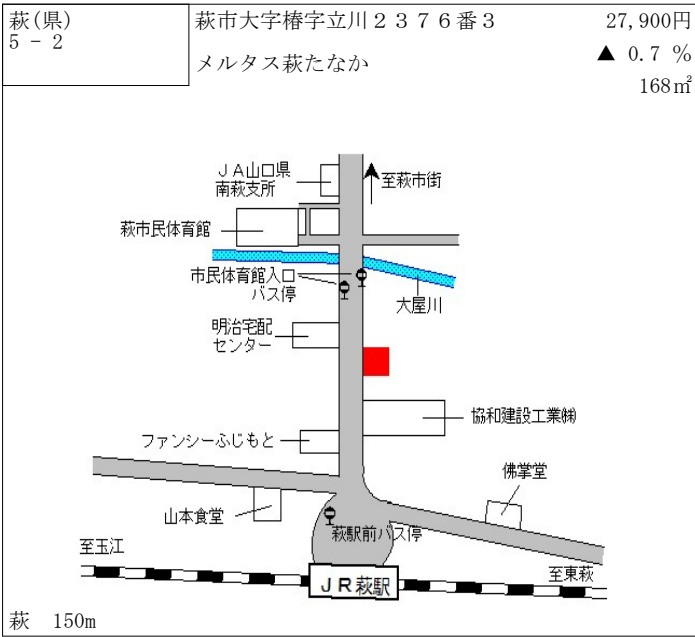 萩(県)
5 - 2
萩市大字椿字立川２３７６番３
メルタス萩たなか
27,900円
▲ 0.7 %
168㎡
ＪＡ山口県
南萩支所
至萩市街
萩市民体育館
市民体育館入口
バス停
大屋川
明治宅配
センター
協和建設工業㈱
ファンシーふじもと
佛掌堂
山本食堂
萩駅前バス停
至玉江
至東萩
ＪＲ萩駅
萩　150m